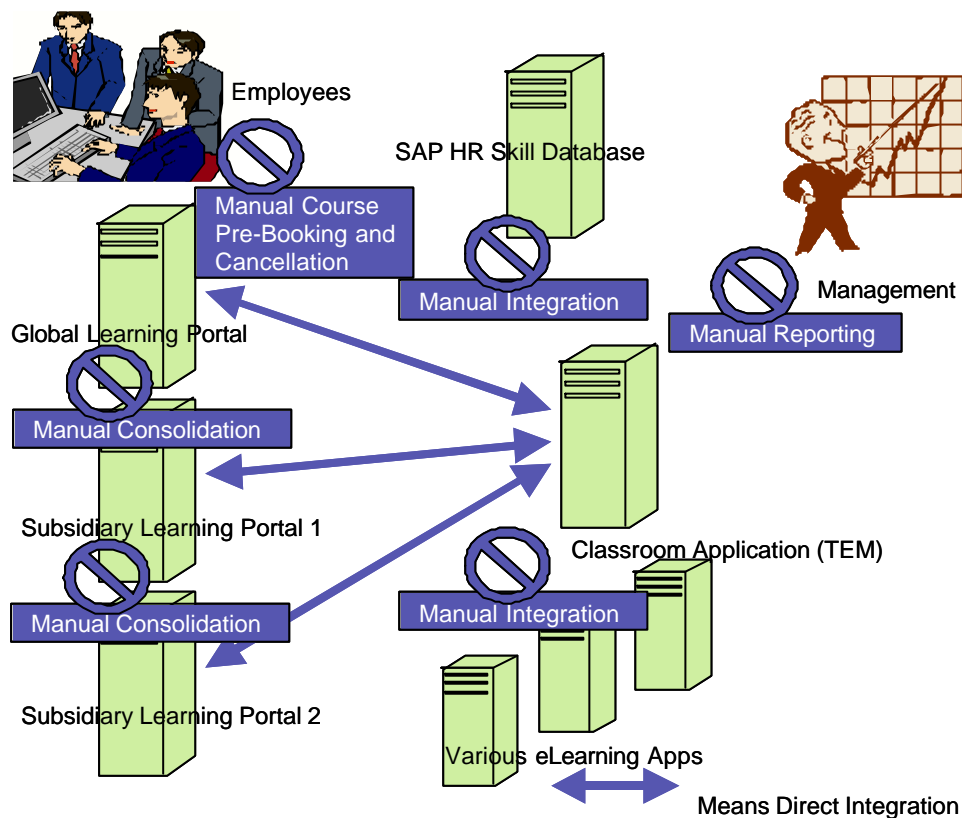 Employees
SAP HR Skill Database
Manual Course
Pre-Booking and
Cancellation
Manual Integration
Management
Manual Reporting
Global Learning Portal
Manual Consolidation
Subsidiary Learning Portal 1
Classroom Application (TEM)
Manual Consolidation
Manual Integration
Subsidiary Learning Portal 2
Various eLearning Apps
Means Direct Integration